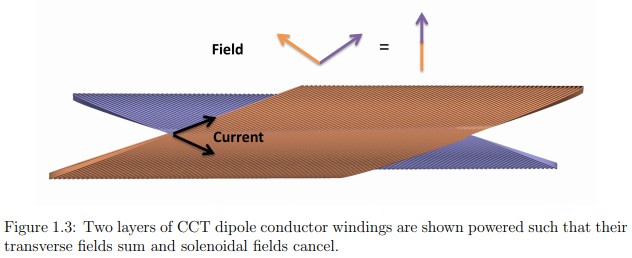 Field
=
Current
Figure 1.3: Two layers of CCT dipole conductor windings are shown powered such that their
transverse fields sum and solenoidal fields cancel.